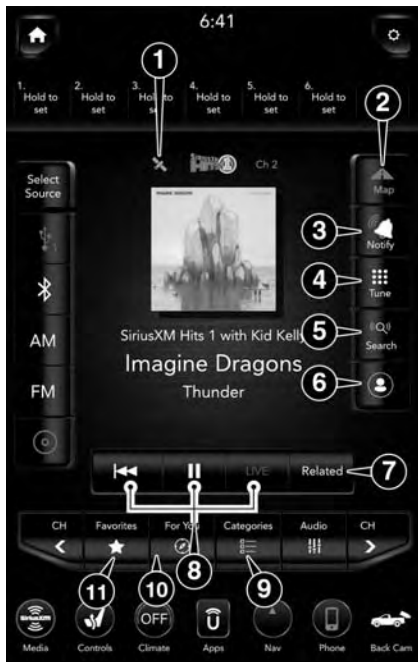 6:41
1. Hold to set
2. Hold to set
3. Hold to set
4. Hold to set
5. Hold to set
6. Hold to set
1
2
Select Source
Ch 2
Map
IMAGINE DRAGONS
3
Notify
4
Tune
AM
SiriusXM Hits 1 with Kid Kelly
5
Search
Imagine Dragons
FM
Thunder
6
LIVE
Related
7
8
CH
Favorites
For You
Categories
Audio
CH
11
10
9
SiriusXM
OFF
Media
Controls
Climate
Apps
Nav
Phone
Back Cam